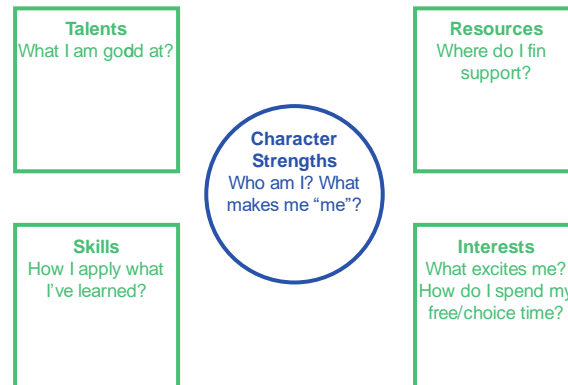 Talents
What I am good at?
Resources
Where do I fin
support?
Character
Strengths
Who am I? What
makes me “me”?
Skills
How I apply what
I’ve learned?
Interests
What excites me?
How do I spend my
free/choice time?